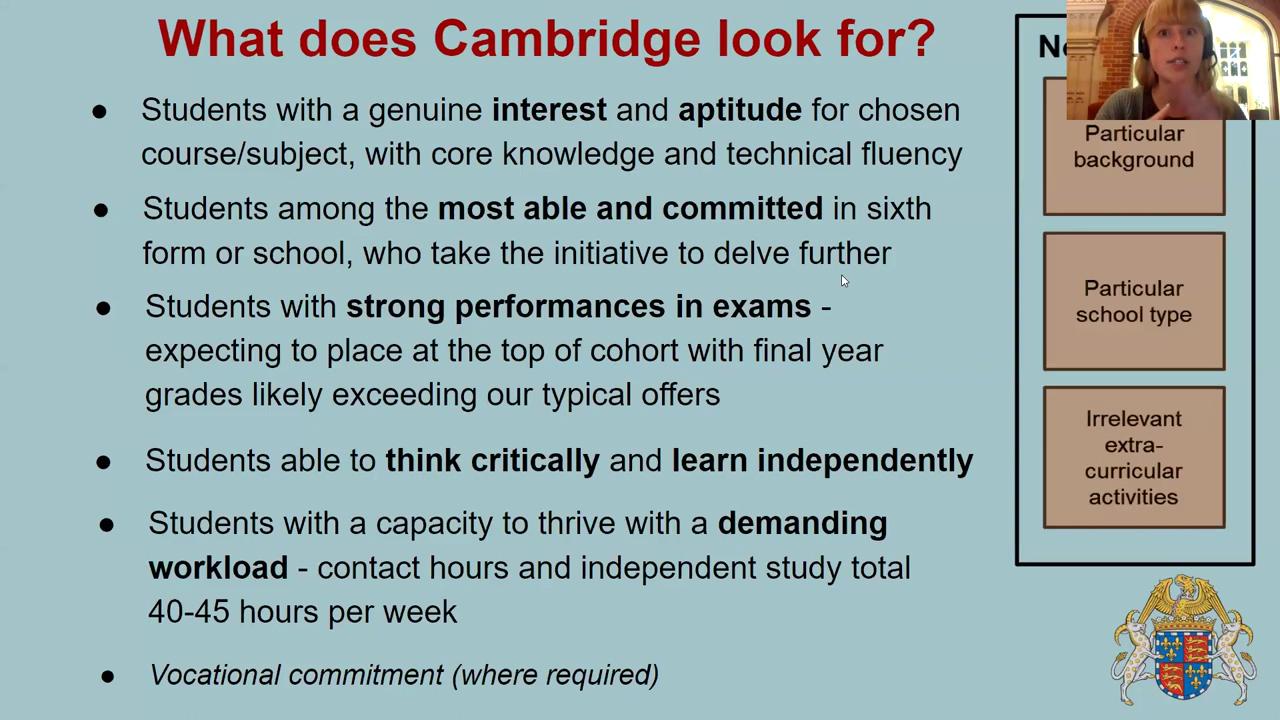 What does Cambridge look for?
● Students with a genuine interest and aptitude for chosen
course/subject, with core knowledge and technical fluency
● Students among the most able and committed in sixth
form or school, who take the initiative to delve further
● Students with strong performances in exams -
expecting to place at the top of cohort with final year
grades likely exceeding our typical offers
● Students able to think critically and learn independently
● Students with a capacity to thrive with a demanding
workload - contact hours and independent study total
40-45 hours per week
● Vocational commitment (where required)
Particular
background
Particular
school type
Irrelevant
extra-
curricular
activities